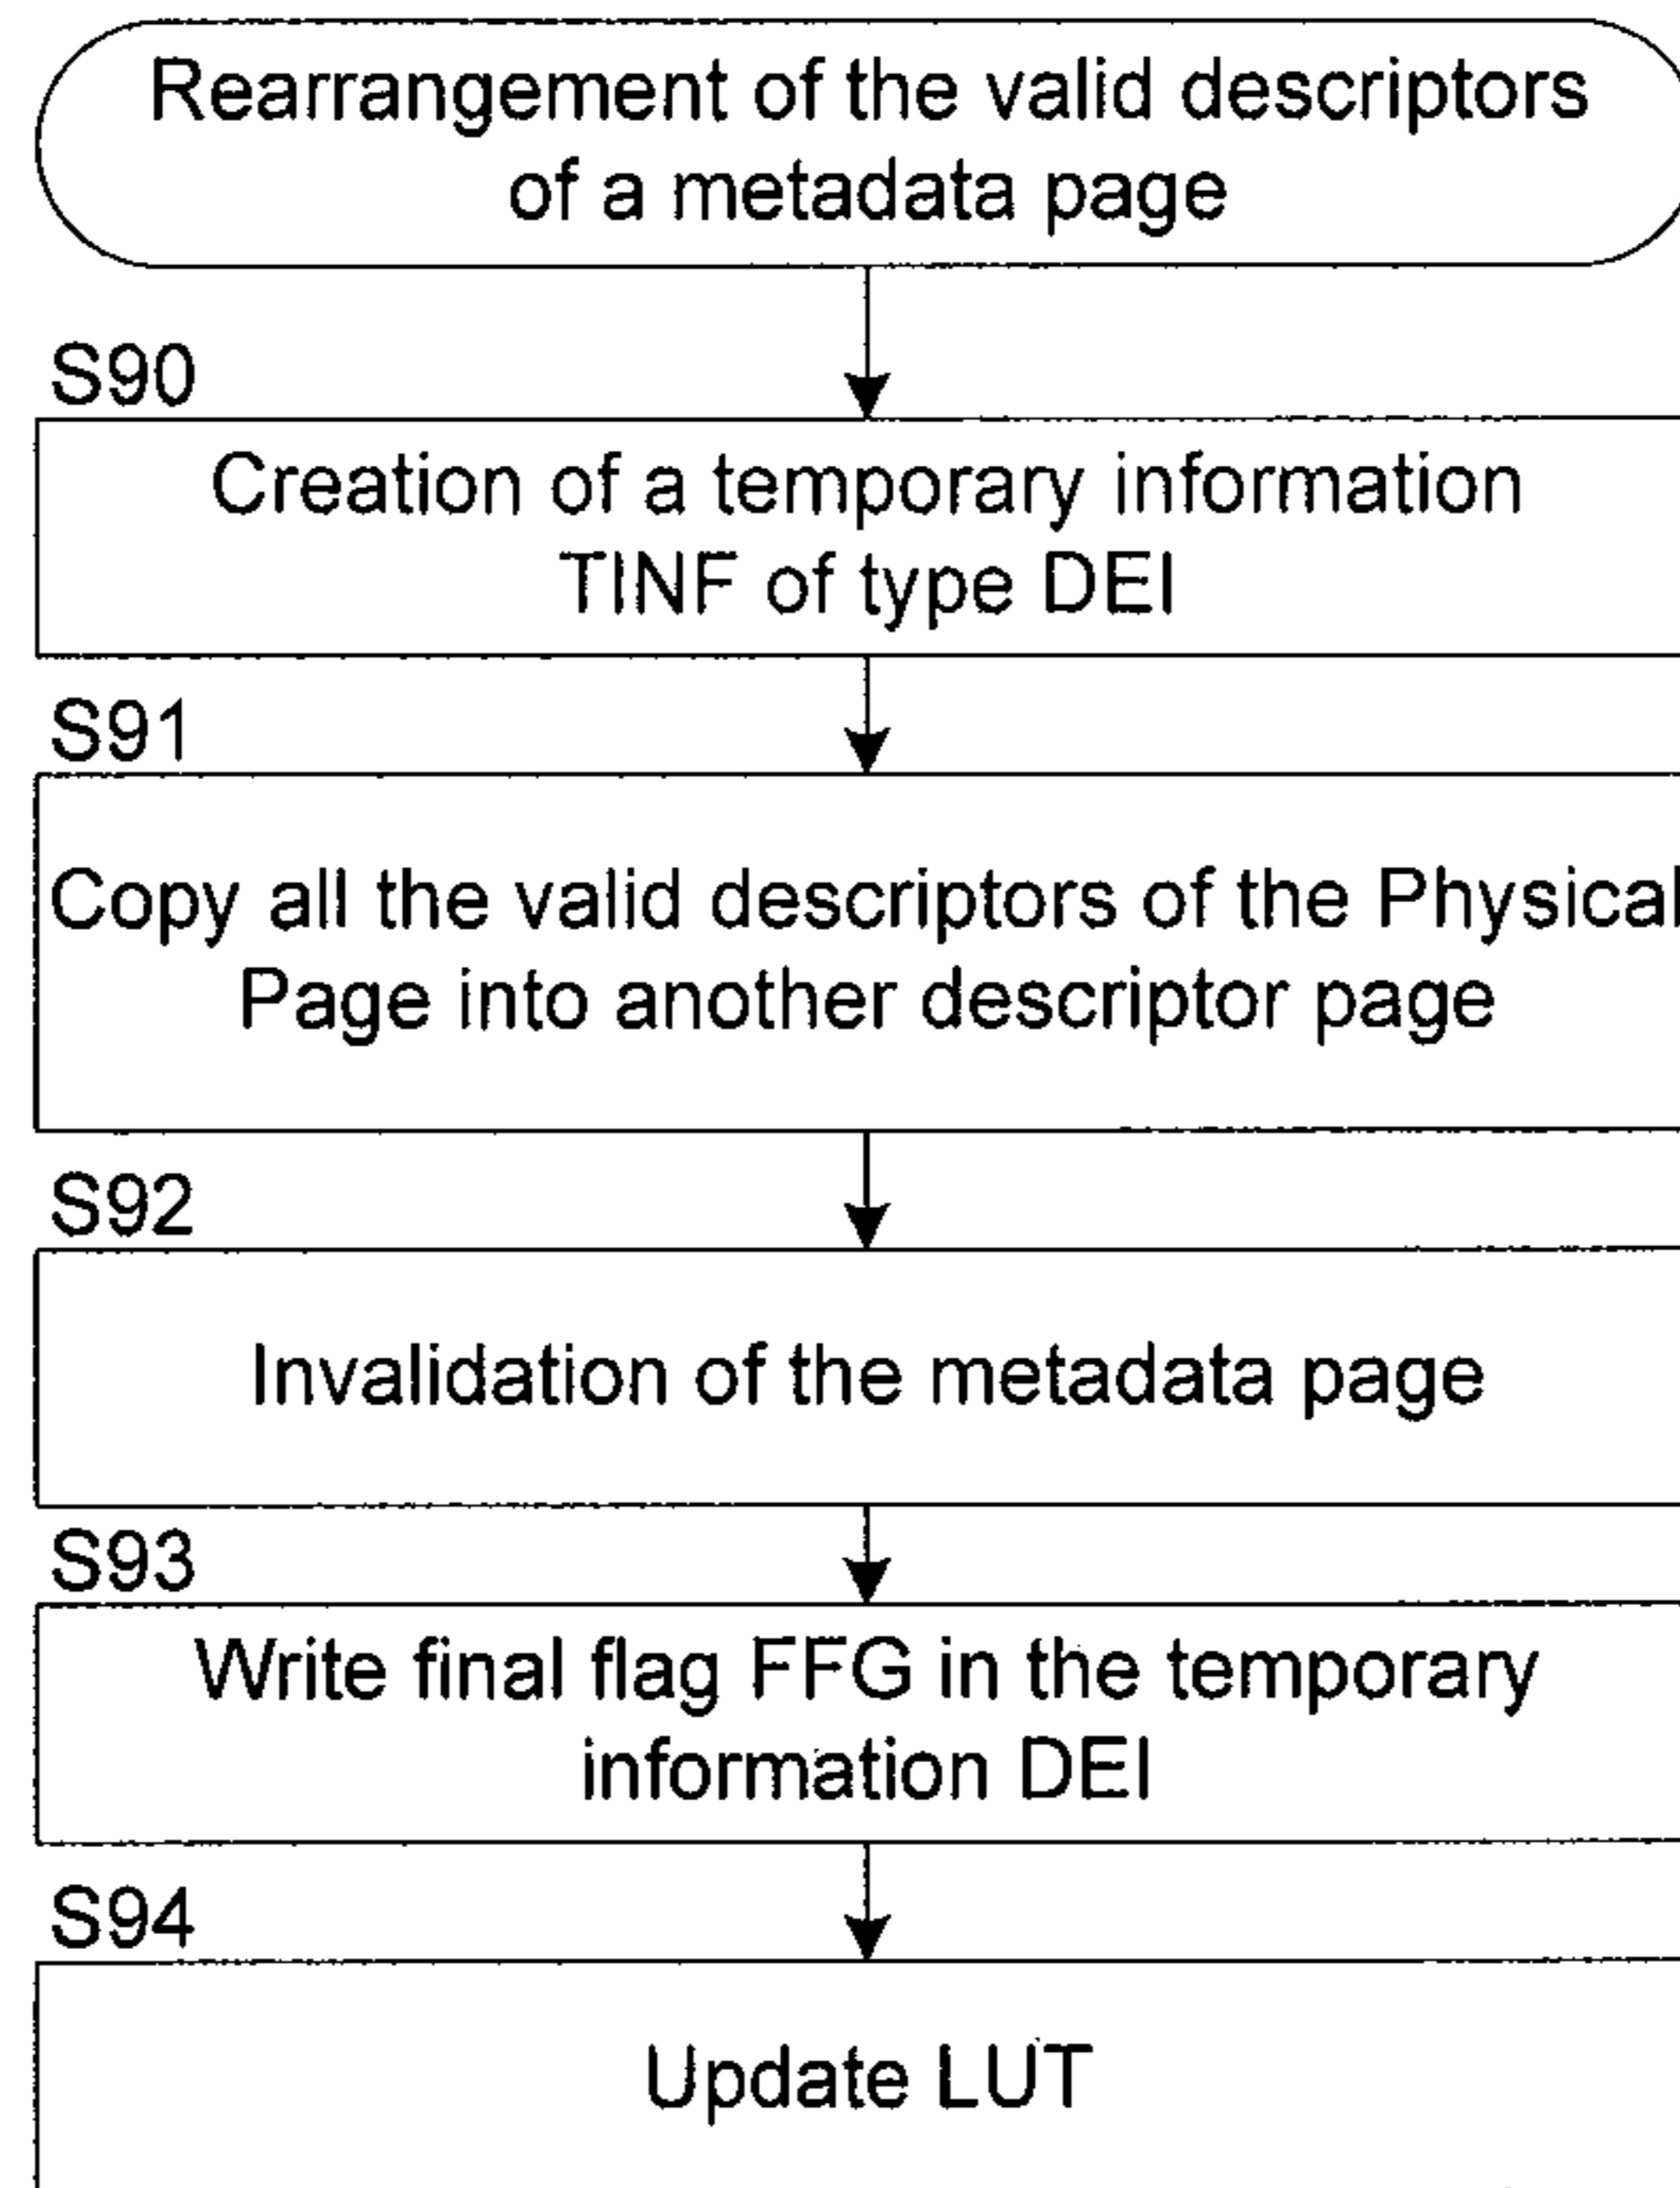 Rearrangement of the valid descriptors
of a metadata page
S90
Creation of a temporary information
TINF of type DEI
S91
Copy all the valid descriptors of the Physical
Page into another descriptor page
S92
Invalidation of the metadata page
S93
Write final flag FFG in the temporary
information DEI
S94
Update LUT